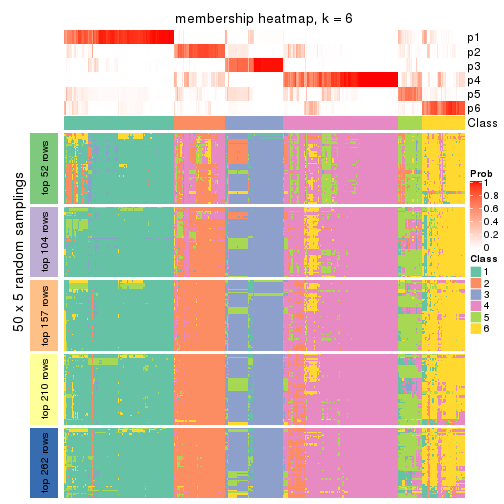 membership heatmap, k = 6
p1
p2
p3
p4
p5
p6
Class
50 x 5 random samplings
top 52 rows
top 104 rows
top 157 rows
top 210 rows
top 262 rows
Prob
1
0.8
0.6
0.4
0.2
0
Class
1
2
3
4
5
6